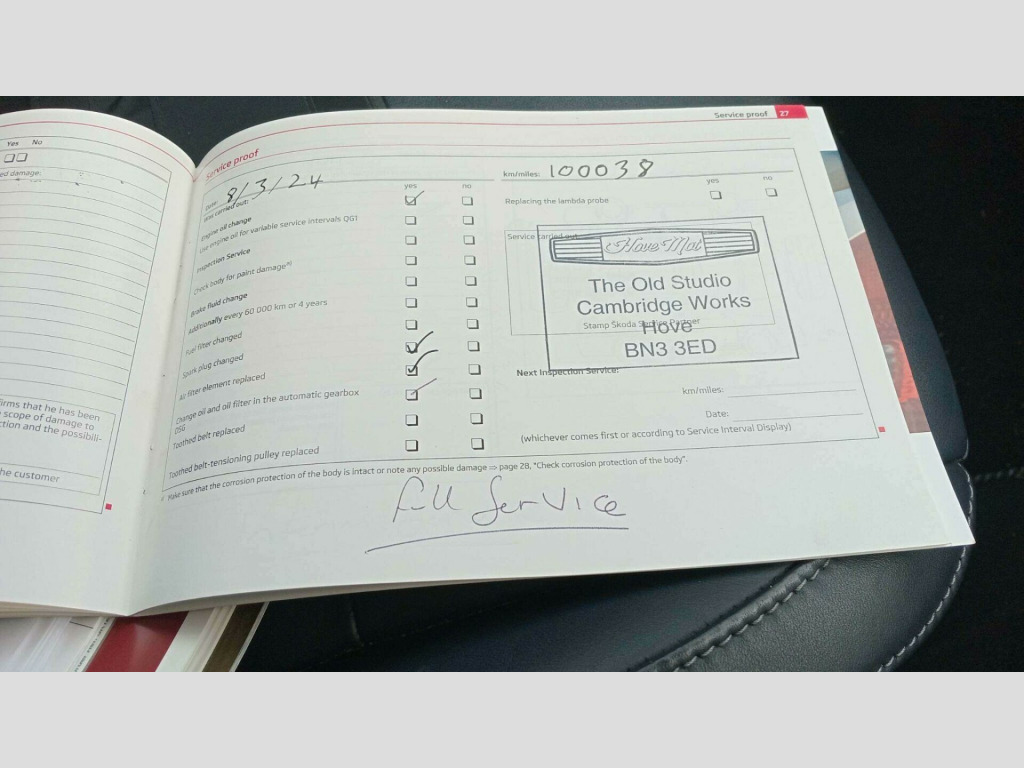 Yes No
ed damage:
irms that he has been
scope of damage to
ction and the possibili-
he customer
Service proof 27
Service proof
Date: 8/3/24
Was carried out:
yes no
Engine oil change
Use engine oil for variable service intervals QG1
Inspection Service
Check body for paint damage
Brake fluid change
Additionally every 60 000 km or 4 years
Fuel filter changed
Spark plug changed
Air filter element replaced
Change oil and oil filter in the automatic gearbox
DSG
Toothed belt replaced
Toothed belt-tensioning pulley replaced
km/miles: 100038
yes no
Replacing the lambda probe
Service carried out
The Old Studio
Cambridge Works
Stamp Škoda Service Partner
Hove
BN3 3ED
Next Inspection Service:
km/miles:
Date:
(whichever comes first or according to Service Interval Display)
Make sure that the corrosion protection of the body is intact or note any possible damage ⇒ page 28, "Check corrosion protection of the body".
Full Service